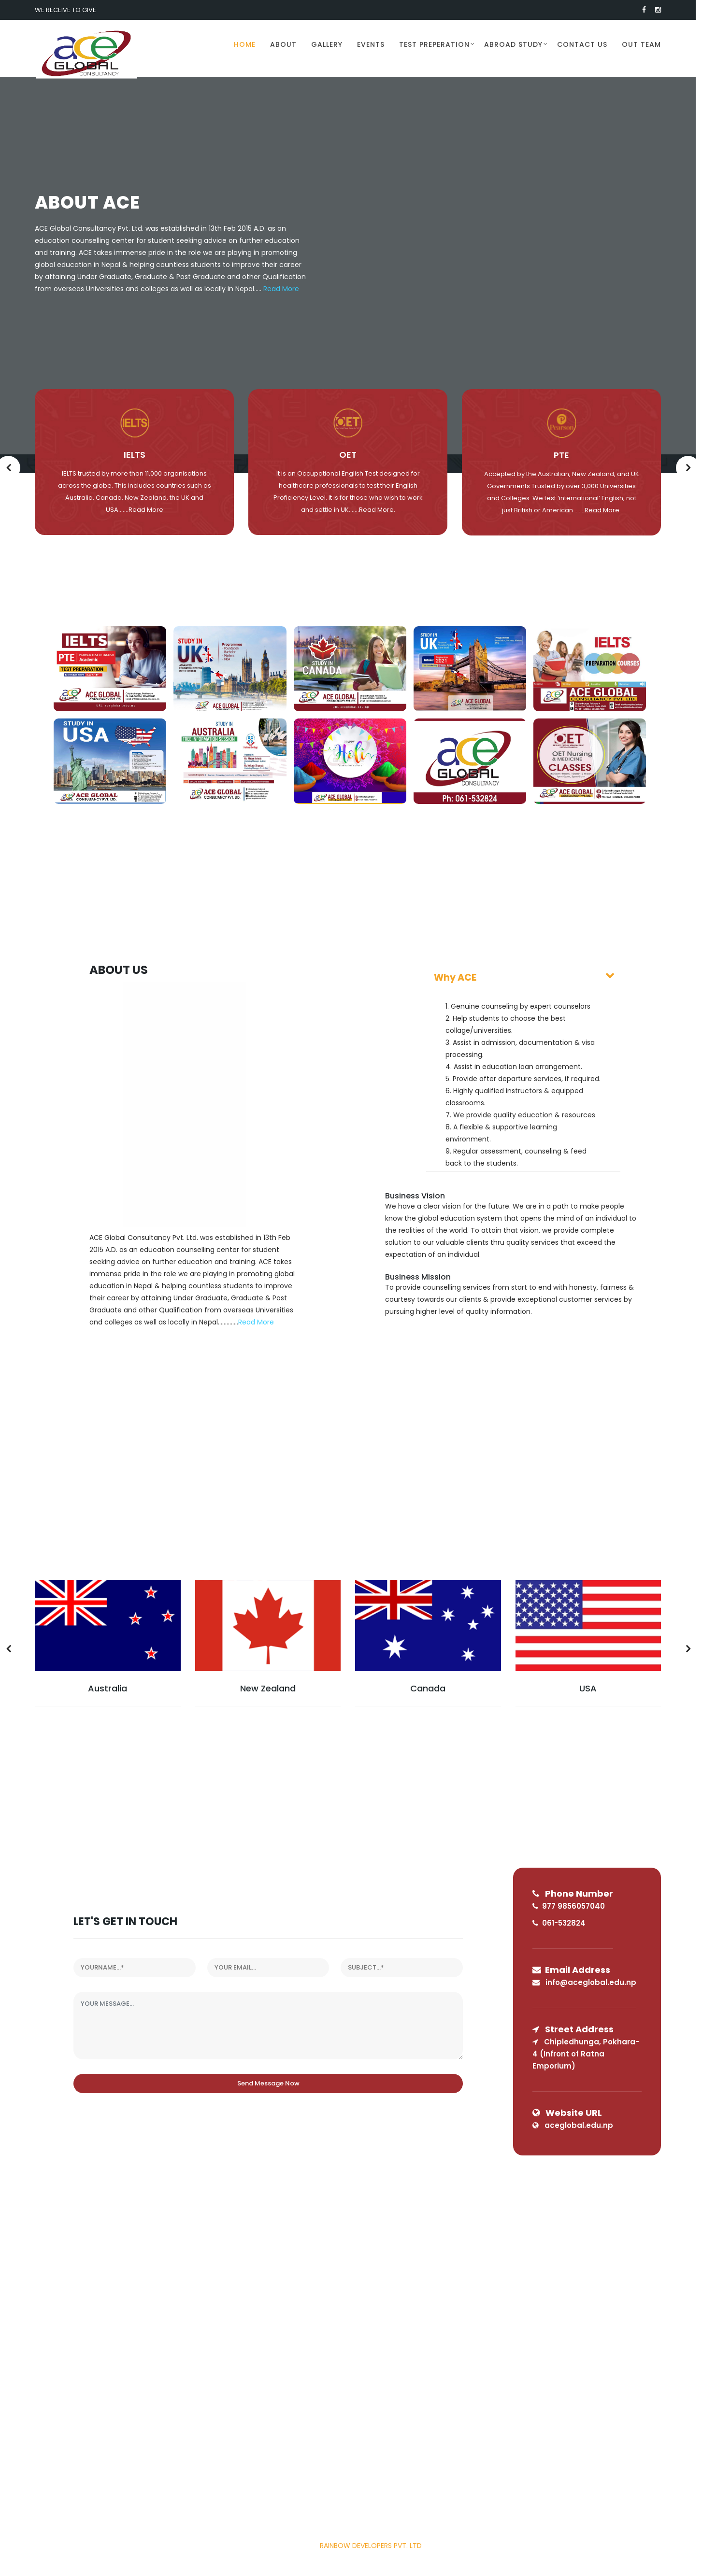 WE RECEIVE TO GIVE
ace
GLOBAL
CONSULTANCY
HOME ABOUT GALLERY EVENTS TEST PREPERATION ABROAD STUDY CONTACT US OUT TEAM
ABOUT ACE
ACE Global Consultancy Pvt. Ltd. was established in 13th Feb 2015 A.D. as an
education counselling center for student seeking advice on further education
and training. ACE takes immense pride in the role we are playing in promoting
global education in Nepal & helping countless students to improve their career
by attaining Under Graduate, Graduate & Post Graduate and other Qualification
from overseas Universities and colleges as well as locally in Nepal..... Read More
IELTS
IELTS
IELTS trusted by more than 11,000 organisations
across the globe. This includes countries such as
Australia, Canada, New Zealand, the UK and
USA.......Read More
OET
OET
It is an Occupational English Test designed for
healthcare professionals to test their English
Proficiency Level. It is for those who wish to work
and settle in UK.......Read More.
Pearson
PTE
Accepted by the Australian, New Zealand, and UK
Governments Trusted by over 3,000 Universities
and Colleges. We test ‘international’ English, not
just British or American ........Read More.
IELTS
PTE
Academic
TEST PREPARATION
ACE GLOBAL
CONSULTANCY PVT. LTD.
STUDY IN
UK
Programmes
ACE GLOBAL
STUDY IN
CANADA
ACE GLOBAL
CONSULTANCY PVT. LTD.
STUDY IN
UK
2021
ACE GLOBAL
IELTS
PREPARATION COURSES
ACE GLOBAL
CONSULTANCY PVT. LTD.
STUDY IN
USA
ACE GLOBAL
CONSULTANCY PVT. LTD.
STUDY IN
AUSTRALIA
FREE INFORMATION SESSION
ACE GLOBAL
CONSULTANCY PVT. LTD.
Holi
ACE GLOBAL
ace
GLOBAL
CONSULTANCY
Ph: 061-532824
OET
OET Nursing
& MEDICINE
CLASSES
ACE GLOBAL
ABOUT US
ACE Global Consultancy Pvt. Ltd. was established in 13th Feb
2015 A.D. as an education counselling center for student
seeking advice on further education and training. ACE takes
immense pride in the role we are playing in promoting global
education in Nepal & helping countless students to improve
their career by attaining Under Graduate, Graduate & Post
Graduate and other Qualification from overseas Universities
and colleges as well as locally in Nepal..............Read More
Why ACE
1. Genuine counseling by expert counselors
2. Help students to choose the best
collage/universities.
3. Assist in admission, documentation & visa
processing.
4. Assist in education loan arrangement.
5. Provide after departure services, if required.
6. Highly qualified instructors & equipped
classrooms.
7. We provide quality education & resources
8. A flexible & supportive learning
environment.
9. Regular assessment, counseling & feed
back to the students.
Business Vision
We have a clear vision for the future. We are in a path to make people
know the global education system that opens the mind of an individual to
the realities of the world. To attain that vision, we provide complete
solution to our valuable clients thru quality services that exceed the
expectation of an individual.
Business Mission
To provide counselling services from start to end with honesty, fairness &
courtesy towards our clients & provide exceptional customer services by
pursuing higher level of quality information.
Australia
New Zealand
Canada
USA
LET'S GET IN TOUCH
YOURNAME...*
YOUR EMAIL...
SUBJECT...*
YOUR MESSAGE...
Send Message Now
Phone Number
977 9856057040
061-532824
Email Address
info@aceglobal.edu.np
Street Address
Chipledhunga, Pokhara-
4 (Infront of Ratna
Emporium)
Website URL
aceglobal.edu.np
RAINBOW DEVELOPERS PVT. LTD